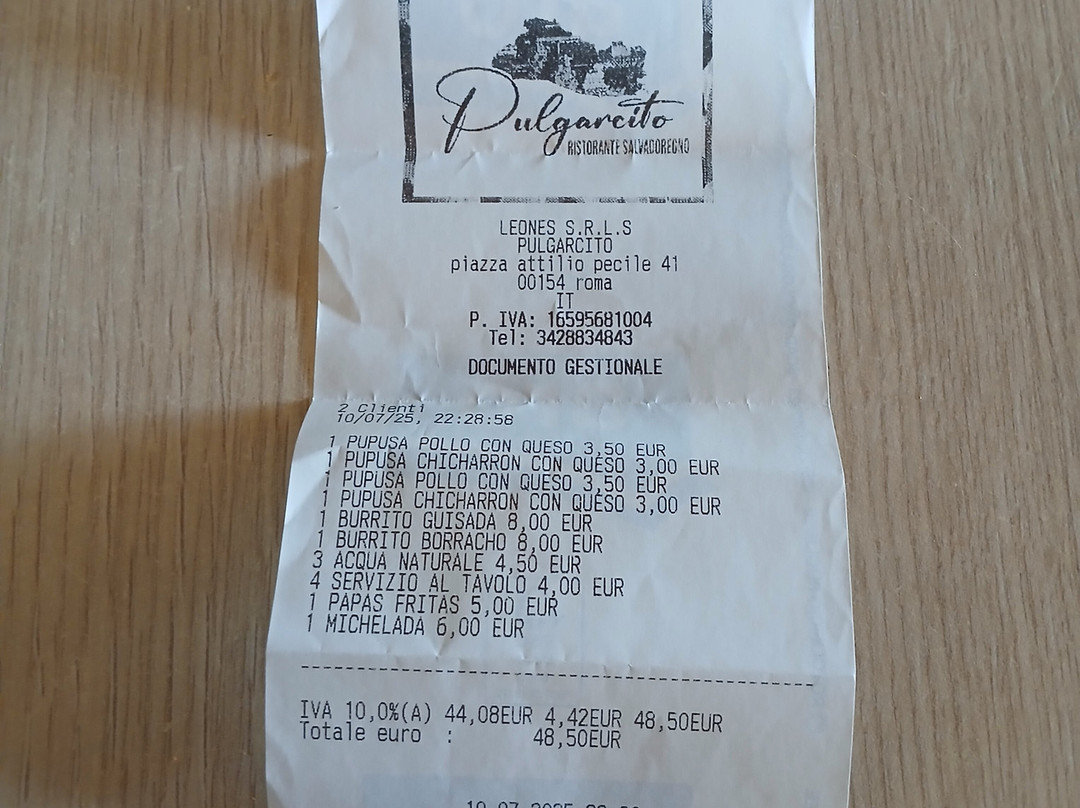 Pulgarcito
RISTORANTE SALVADOREGNO
LEONES S.R.L.S
PULGARCITO
piazza attilio pecile 41
00154 roma
IT
P. IVA: 16595681004
Tel: 3428834843
DOCUMENTO GESTIONALE
2 Clienti
10/07/25, 22:28:58
1 PUPUSA POLLO CON QUESO 3,50 EUR
1 PUPUSA CHICHARRON CON QUESO 3,00 EUR
1 PUPUSA POLLO CON QUESO 3,50 EUR
1 PUPUSA CHICHARRON CON QUESO 3,00 EUR
1 BURRITO GUISADA 8,00 EUR
1 BURRITO BORRACHO 8,00 EUR
3 ACQUA NATURALE 4,50 EUR
4 SERVIZIO AL TAVOLO 4,00 EUR
1 PAPAS FRITAS 5,00 EUR
1 MICHELADA 6,00 EUR
IVA 10,0%(A) 44,08EUR 4,42EUR 48,50EUR
Totale euro : 48,50EUR